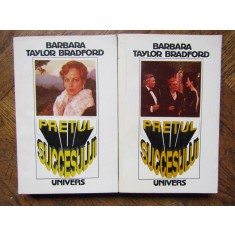 BARBARA
TAYLOR BRADFORD
PREȚUL
SUCCESULUI
UNIVERS
BARBARA
TAYLOR BRADFORD
PREȚUL
SUCCESULUI
UNIVERS